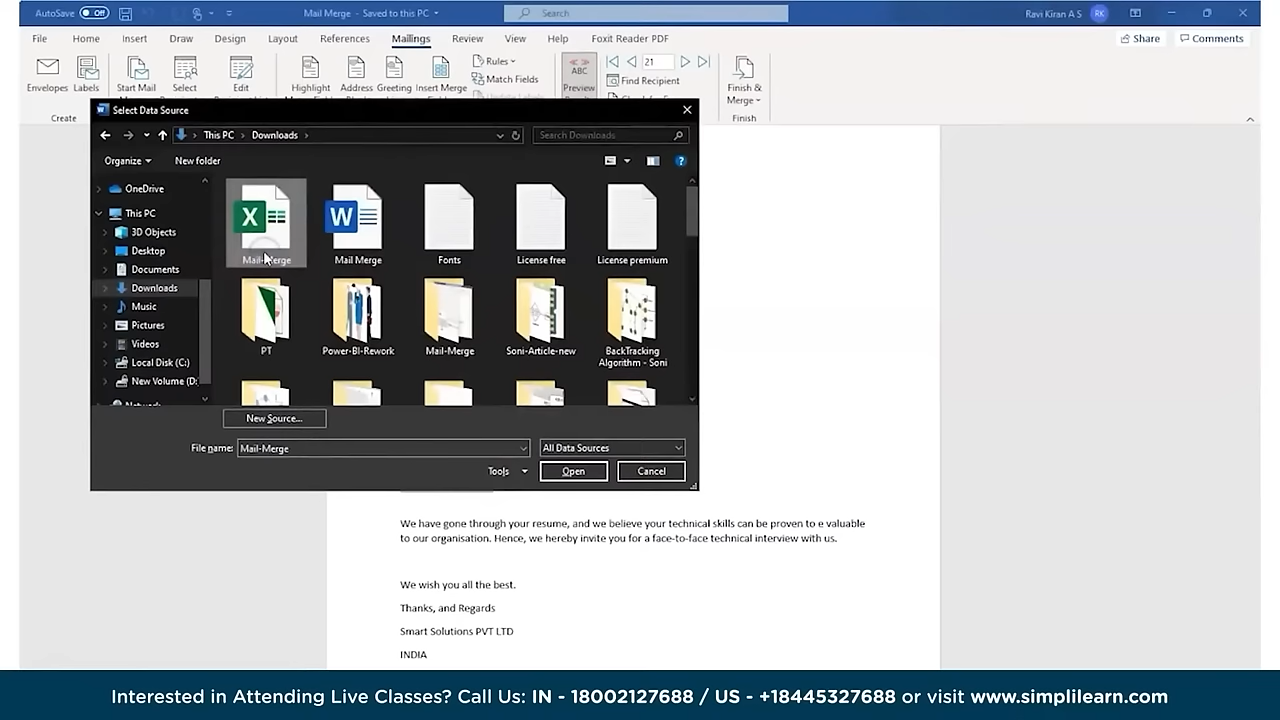 AutoSave Off
Mail Merge - Saved to this PC
Search
Ravi Kiran A S
RK
File Home Insert Draw Design Layout References Mailings Review View Help Foxit Reader PDF
Share Comments
Envelopes Labels Start Mail Select Edit Highlight Address Greeting Insert Merge
Rules
Match Fields
ABC
Preview
21
Find Recipient
Finish &
Merge
Create
Finish
Select Data Source
This PC Downloads
Search Downloads
Organize New folder
OneDrive
This PC
3D Objects
Desktop
Documents
Downloads
Music
Pictures
Videos
Local Disk (C:)
New Volume (D:
Mail-Merge Mail Merge Fonts License free License premium
PT Power-BI-Rework Mail-Merge Soni-Article-new BackTracking
Algorithm - Soni
New Source...
File name: Mail-Merge All Data Sources
Tools Open Cancel
We have gone through your resume, and we believe your technical skills can be proven to e valuable
to our organisation. Hence, we hereby invite you for a face-to-face technical interview with us.
We wish you all the best.
Thanks, and Regards
Smart Solutions PVT LTD
INDIA
Interested in Attending Live Classes? Call Us: IN - 18002127688 / US - +18445327688 or visit www.simplilearn.com